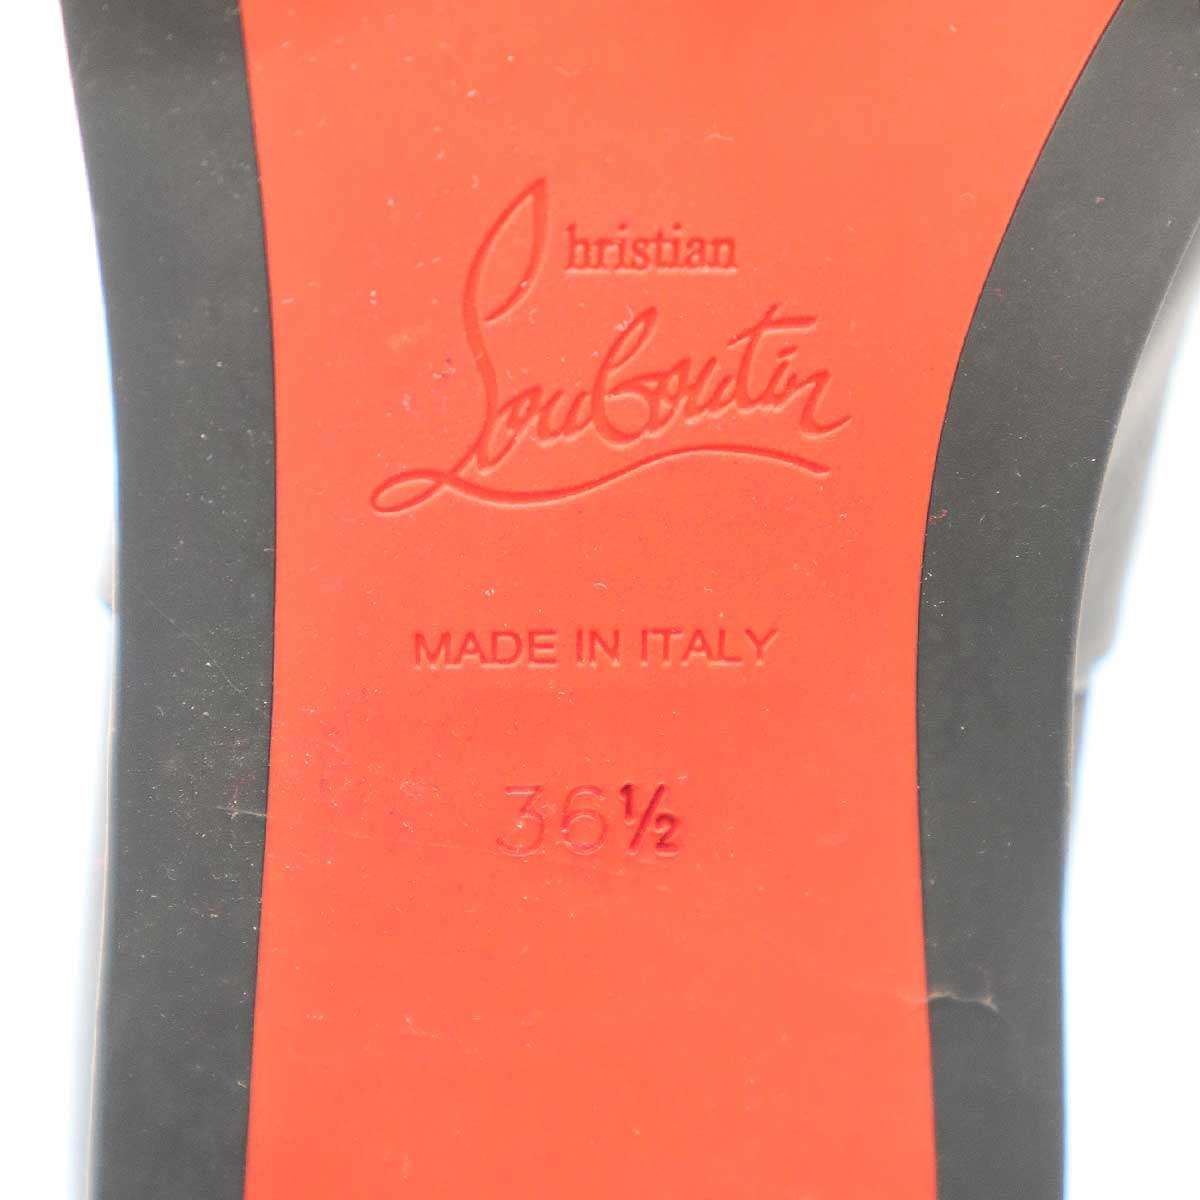 Christian
Louboutin
MADE IN ITALY
36½